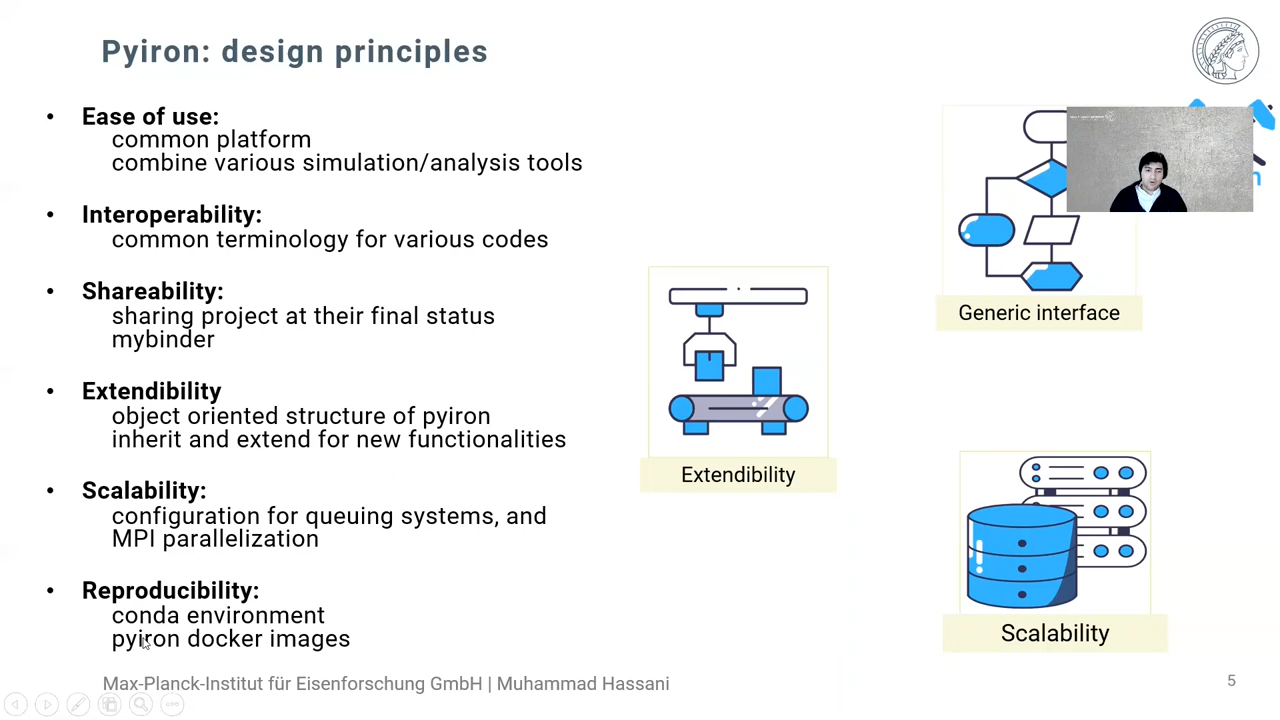 Pyiron: design principles
• Ease of use:
common platform
combine various simulation/analysis tools
• Interoperability:
common terminology for various codes
• Shareability:
sharing project at their final status
mybinder
• Extendibility
object oriented structure of pyiron
inherit and extend for new functionalities
• Scalability:
configuration for queuing systems, and
MPI parallelization
• Reproducibility:
conda environment
pyiron docker images
Generic interface
Extendibility
Scalability
Max-Planck-Institut für Eisenforschung GmbH | Muhammad Hassani
5